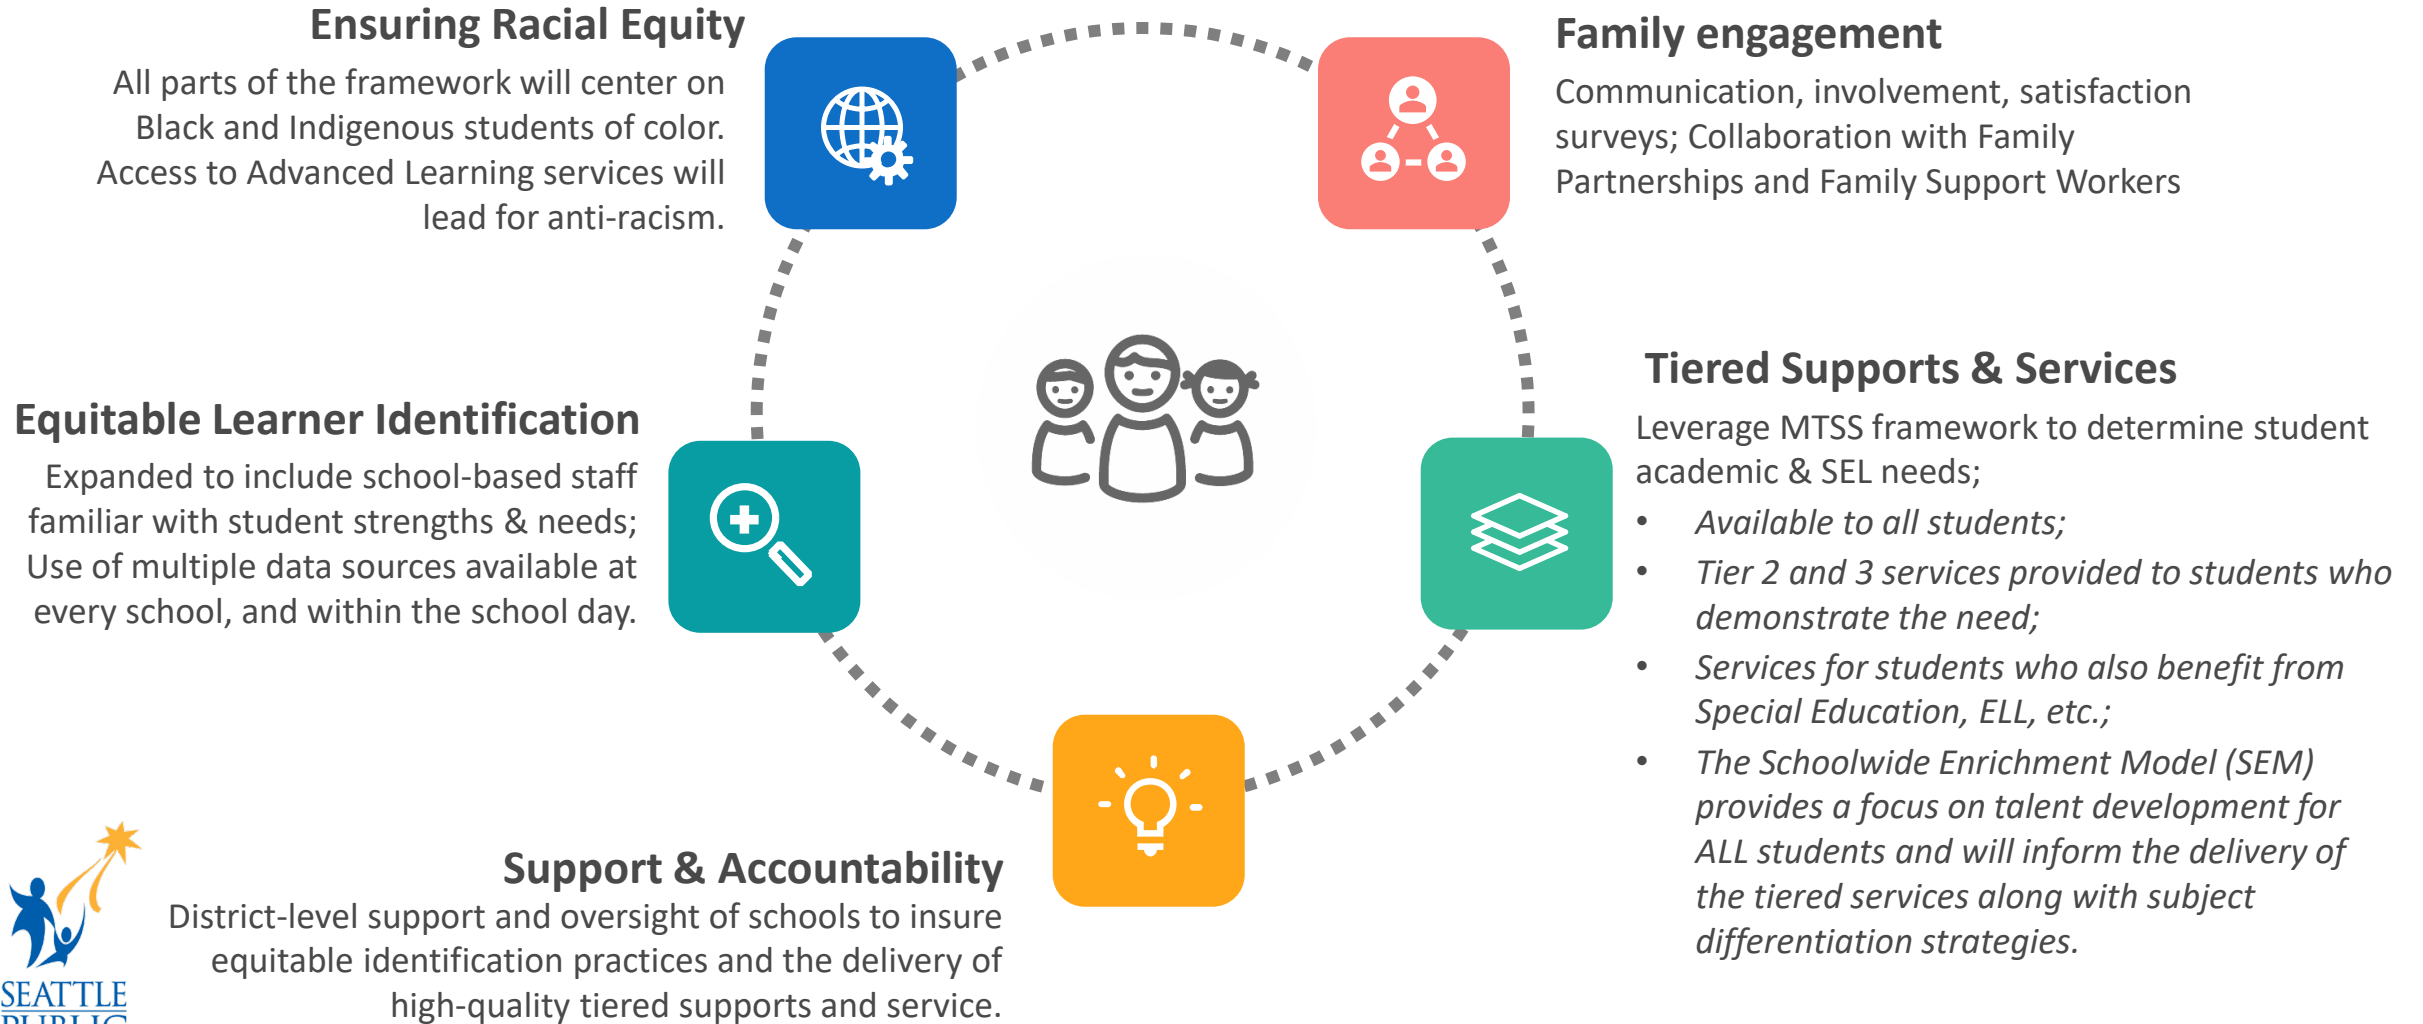 Ensuring Racial Equity
All parts of the framework will center on
Black and Indigenous students of color.
Access to Advanced Learning services will
lead for anti-racism.
Family engagement
Communication, involvement, satisfaction
surveys; Collaboration with Family
Partnerships and Family Support Workers
Equitable Learner Identification
Expanded to include school-based staff
familiar with student strengths & needs;
Use of multiple data sources available at
every school, and within the school day.
Tiered Supports & Services
Leverage MTSS framework to determine student
academic & SEL needs;
• Available to all students;
• Tier 2 and 3 services provided to students who
demonstrate the need;
• Services for students who also benefit from
Special Education, ELL, etc.;
• The Schoolwide Enrichment Model (SEM)
provides a focus on talent development for
ALL students and will inform the delivery of
the tiered services along with subject
differentiation strategies.
Support & Accountability
District-level support and oversight of schools to insure
equitable identification practices and the delivery of
high-quality tiered supports and service.
SEATTLE
PUBLIC